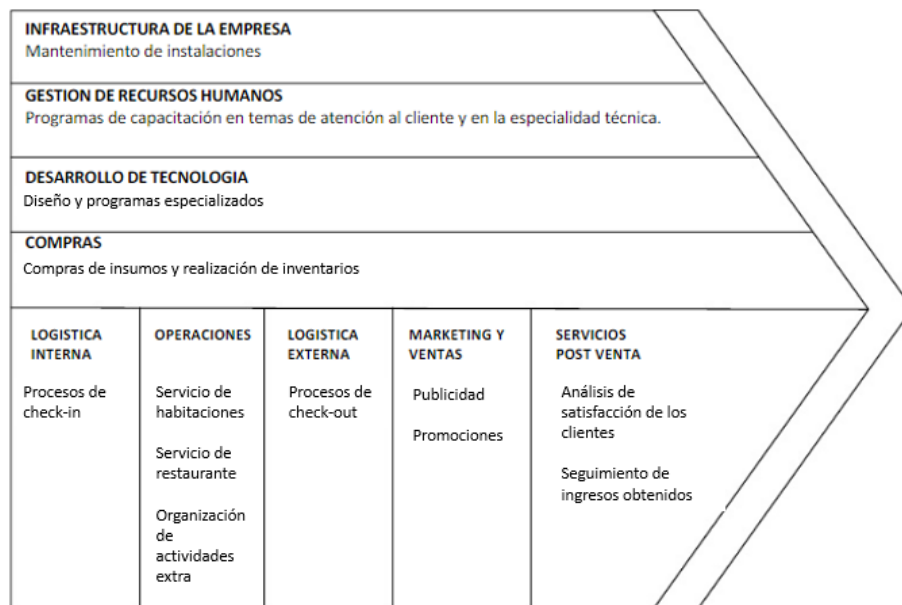 INFRAESTRUCTURA DE LA EMPRESA
Mantenimiento de instalaciones
GESTION DE RECURSOS HUMANOS
Programas de capacitación en temas de atención al cliente y en la especialidad técnica.
DESARROLLO DE TECNOLOGIA
Diseño y programas especializados
COMPRAS
Compras de insumos y realización de inventarios
LOGISTICA
INTERNA
Procesos de
check-in
OPERACIONES
Servicio de
habitaciones
Servicio de
restaurante
Organización
de
actividades
extra
LOGISTICA
EXTERNA
Procesos de
check-out
MARKETING Y
VENTAS
Publicidad
Promociones
SERVICIOS
POST VENTA
Análisis de
satisfacción de los
clientes
Seguimiento de
ingresos obtenidos